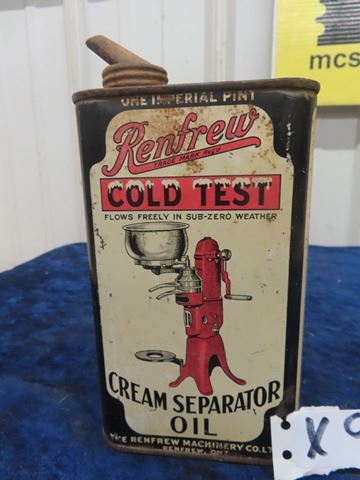 mcs
ONE IMPERIAL PINT
Renfrew
TRADE MARK REG'D
COLD TEST
FLOWS FREELY IN SUB-ZERO WEATHER
CREAM SEPARATOR
OIL
THE RENFREW MACHINERY CO. LT
RENFREW, ONT
X